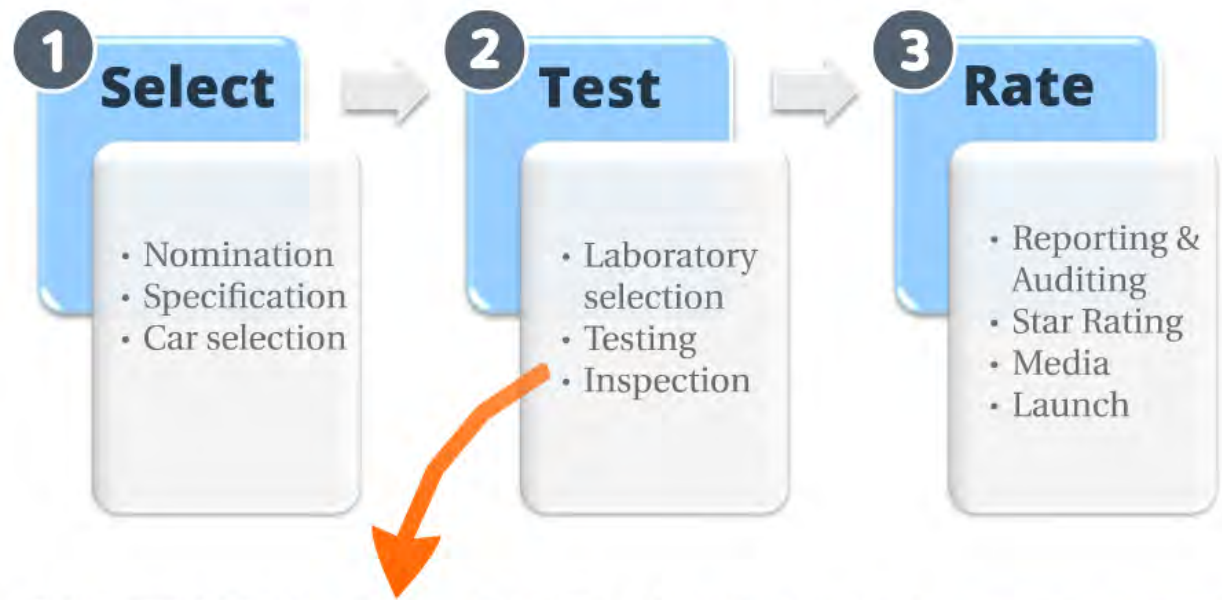 1
Select
• Nomination
• Specification
• Car selection
2
Test
• Laboratory
selection
• Testing
• Inspection
3
Rate
• Reporting &
Auditing
• Star Rating
• Media
• Launch